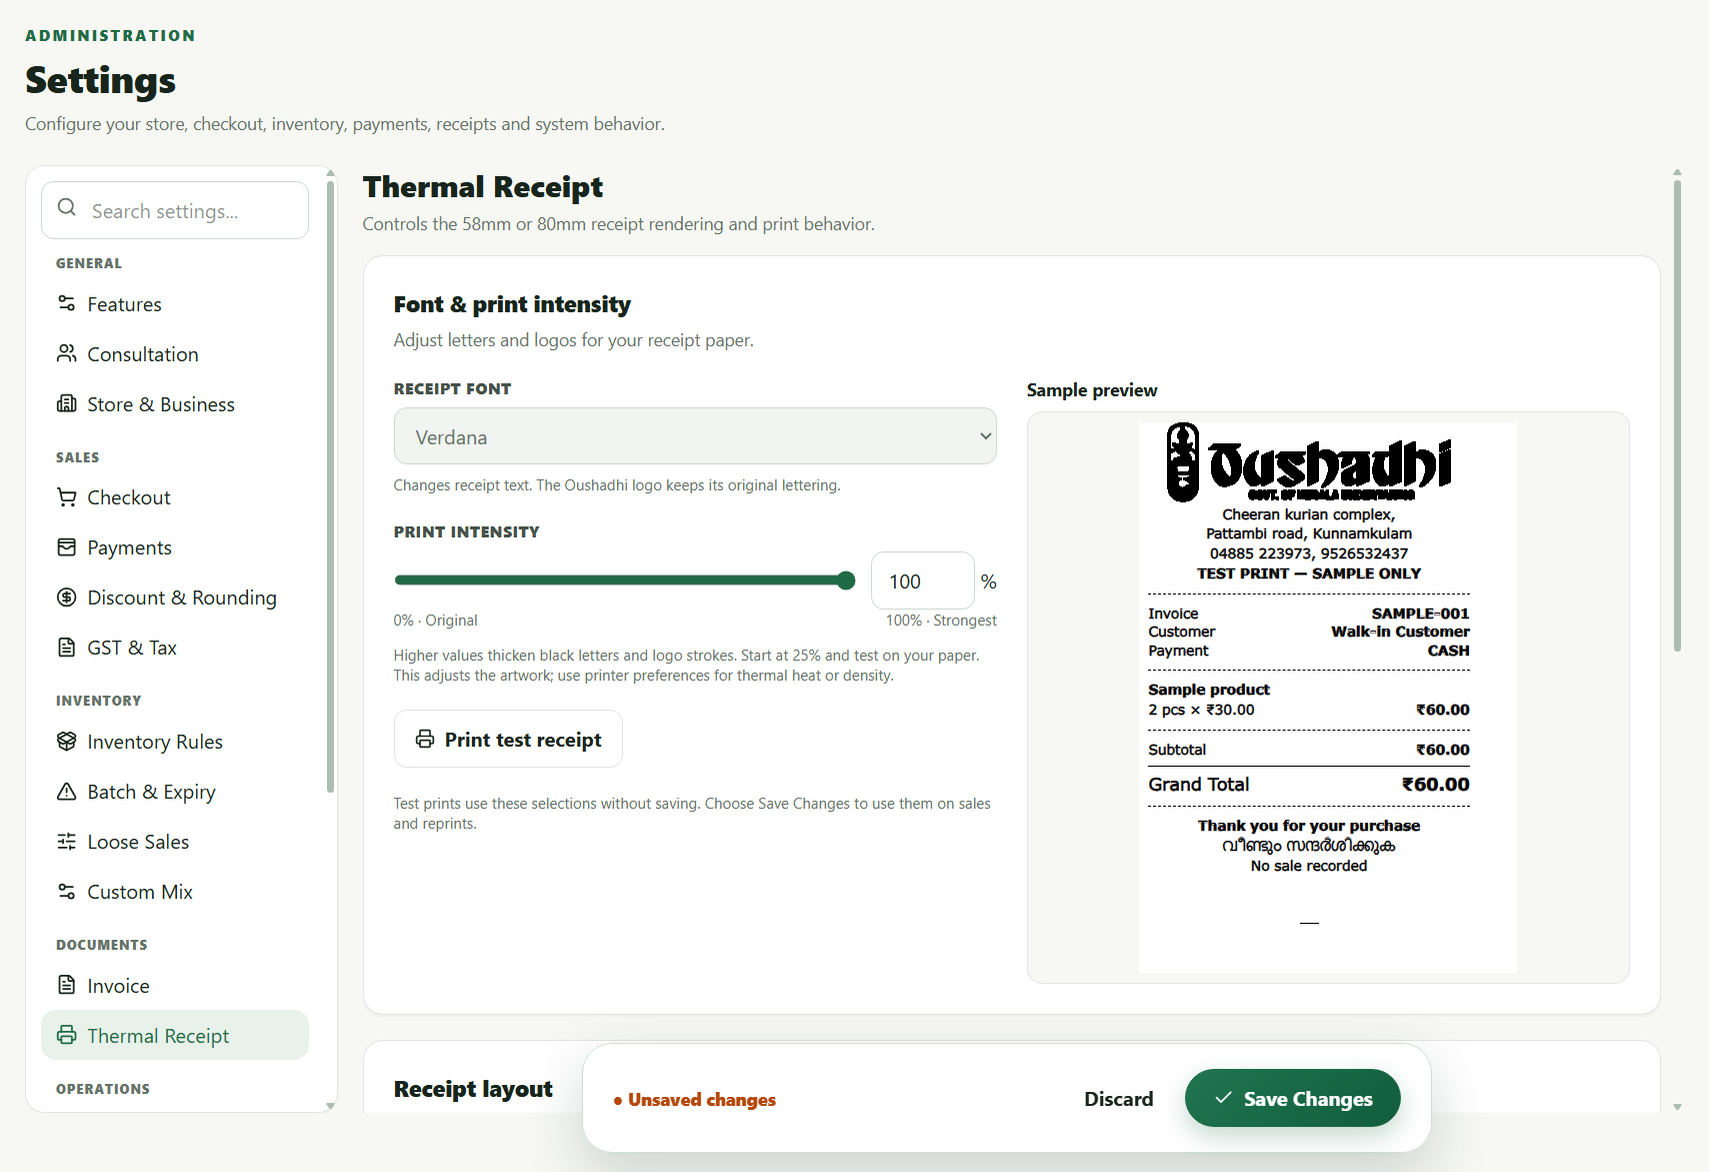 ADMINISTRATION
Settings
Configure your store, checkout, inventory, payments, receipts and system behavior.
Search settings...
GENERAL
Features
Consultation
Store & Business
SALES
Checkout
Payments
Discount & Rounding
GST & Tax
INVENTORY
Inventory Rules
Batch & Expiry
Loose Sales
Custom Mix
DOCUMENTS
Invoice
Thermal Receipt
OPERATIONS
Thermal Receipt
Controls the 58mm or 80mm receipt rendering and print behavior.
Font & print intensity
Adjust letters and logos for your receipt paper.
RECEIPT FONT
Verdana
Changes receipt text. The Oushadhi logo keeps its original lettering.
PRINT INTENSITY
100 %
0% · Original 100% · Strongest
Higher values thicken black letters and logo strokes. Start at 25% and test on your paper.
This adjusts the artwork; use printer preferences for thermal heat or density.
Print test receipt
Test prints use these selections without saving. Choose Save Changes to use them on sales
and reprints.
Sample preview
Oushadhi
GOVT. OF KERALA UNDERTAKING
Cheeran kurian complex,
Pattambi road, Kunnamkulam
04885 223973, 9526532437
TEST PRINT — SAMPLE ONLY
Invoice SAMPLE-001
Customer Walk-in Customer
Payment CASH
Sample product
2 pcs × ₹30.00 ₹60.00
Subtotal ₹60.00
Grand Total ₹60.00
Thank you for your purchase
വീണ്ടും സന്ദർശിക്കുക
No sale recorded
Receipt layout
• Unsaved changes
Discard
Save Changes